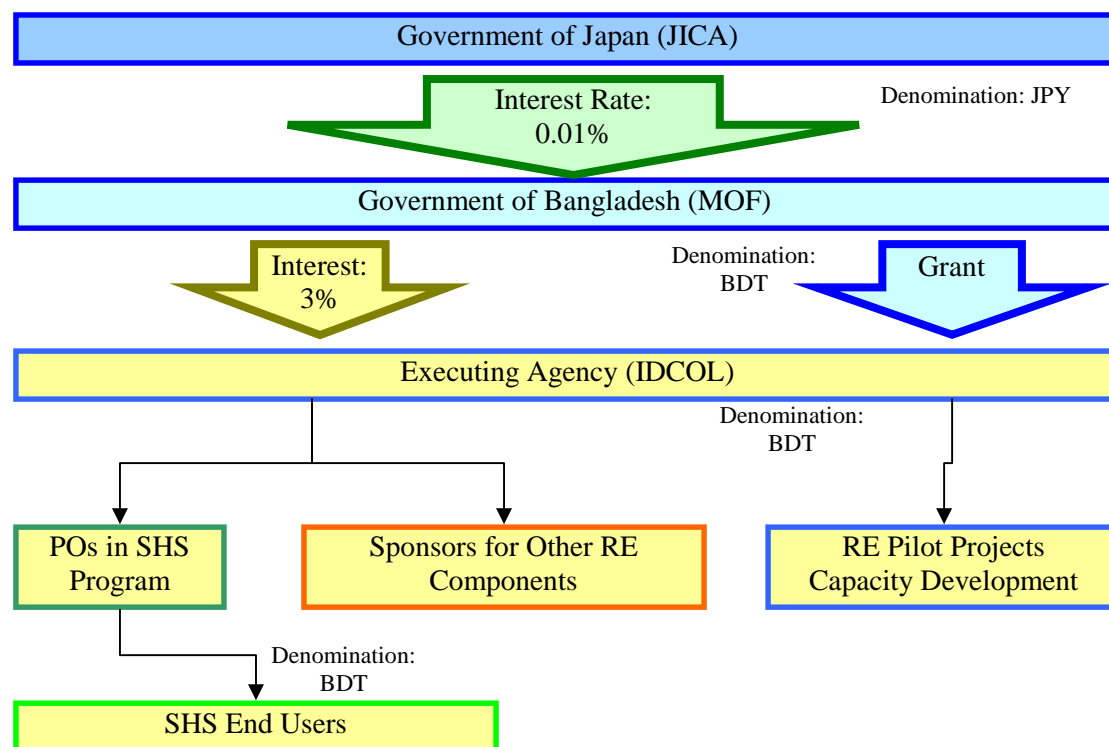 Government of Japan (JICA)
Interest Rate:
0.01%
Denomination: JPY
Government of Bangladesh (MOF)
Interest:
3%
Denomination:
BDT
Grant
Executing Agency (IDCOL)
Denomination:
BDT
POs in SHS
Program
Sponsors for Other RE
Components
RE Pilot Projects
Capacity Development
Denomination:
BDT
SHS End Users